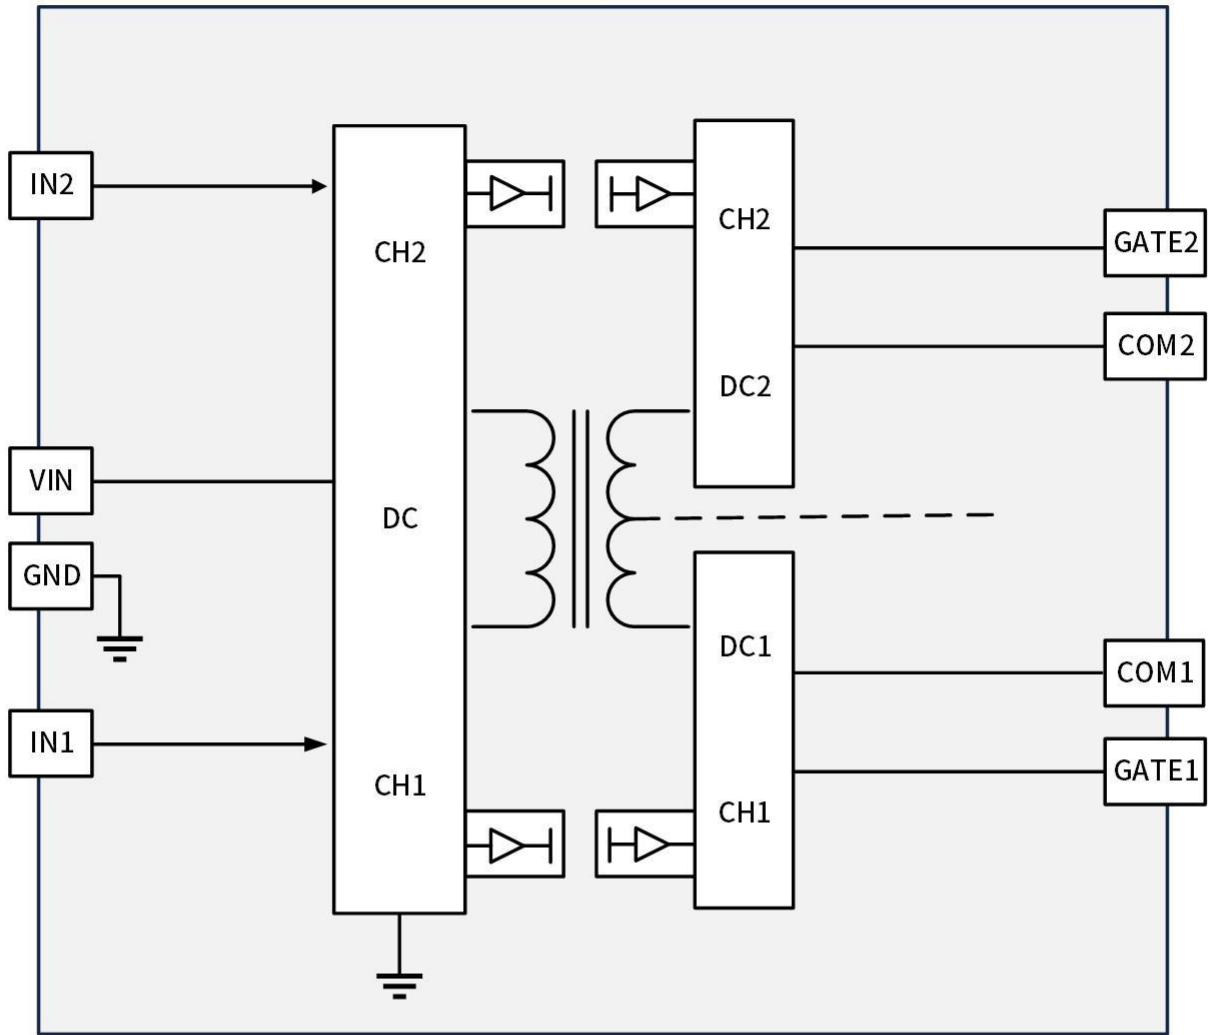 IN2
CH2
CH2
GATE2
COM2
DC2
VIN
DC
GND
DC1
COM1
IN1
GATE1
CH1
CH1